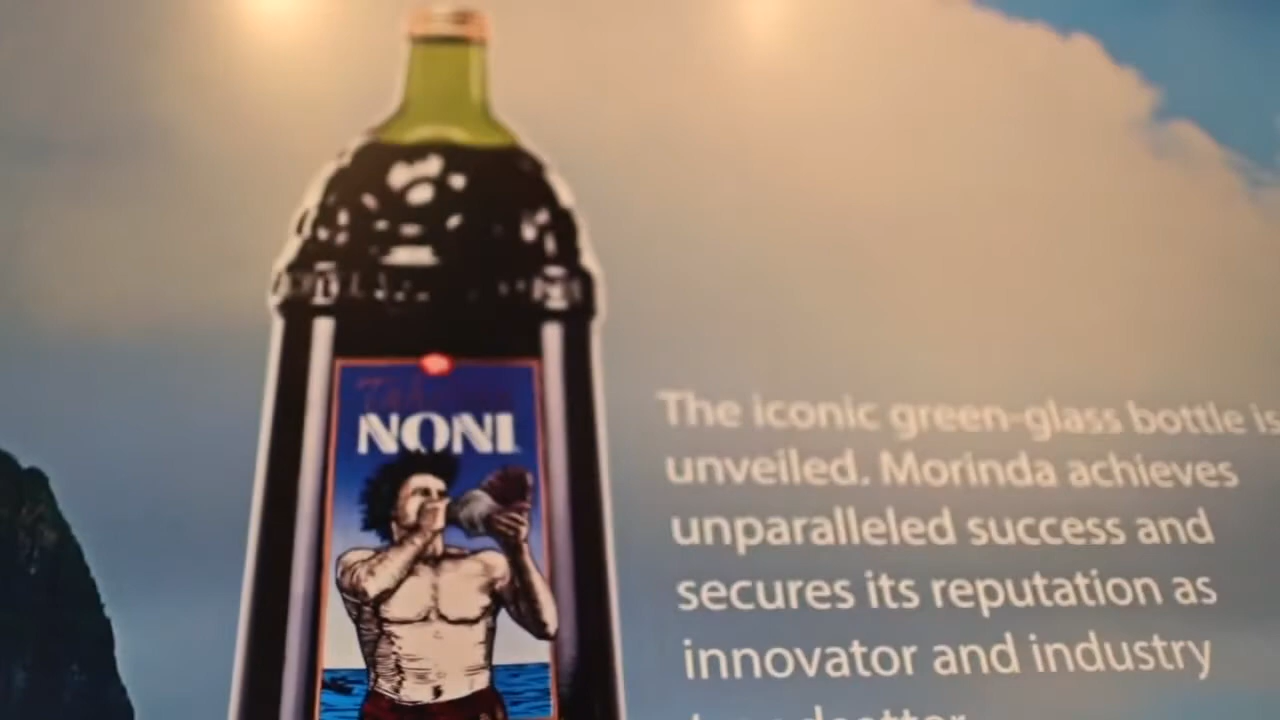 NONI
The iconic green-glass bottle is
unveiled. Morinda achieves
unparalleled success and
secures its reputation as
innovator and industry